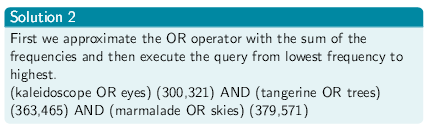 Solution 2
First we approximate the OR operator with the sum of the
frequencies and then execute the query from lowest frequency to
highest.
(kaleidoscope OR eyes) (300,321) AND (tangerine OR trees)
(363,465) AND (marmalade OR skies) (379,571)